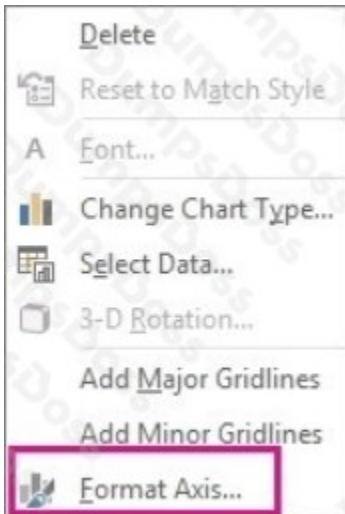 Delete
Reset to Match Style
A Font...
Change Chart Type...
Select Data...
3-D Rotation...
Add Major Gridlines
Add Minor Gridlines
Format Axis...